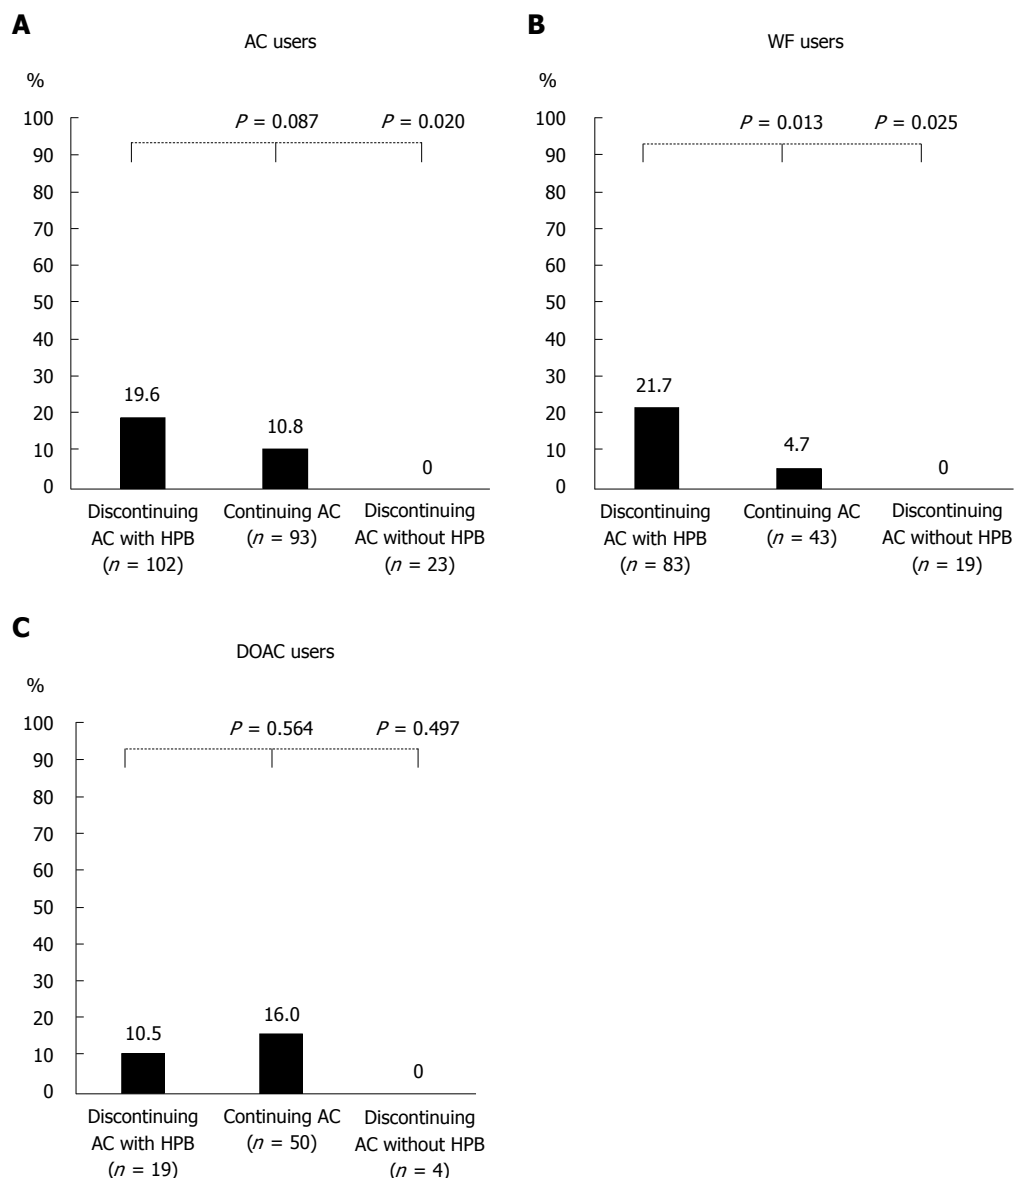 A
AC users
%
P = 0.087 P = 0.020
100
90
80
70
60
50
40
30
20
10
0
19.6
10.8
0
Discontinuing
AC with HPB
(n = 102)
Continuing AC
(n = 93)
Discontinuing
AC without HPB
(n = 23)
B
WF users
%
P = 0.013 P = 0.025
100
90
80
70
60
50
40
30
20
10
0
21.7
4.7
0
Discontinuing
AC with HPB
(n = 83)
Continuing AC
(n = 43)
Discontinuing
AC without HPB
(n = 19)
C
DOAC users
%
P = 0.564 P = 0.497
100
90
80
70
60
50
40
30
20
10
0
10.5
16.0
0
Discontinuing
AC with HPB
(n = 19)
Continuing AC
(n = 50)
Discontinuing
AC without HPB
(n = 4)